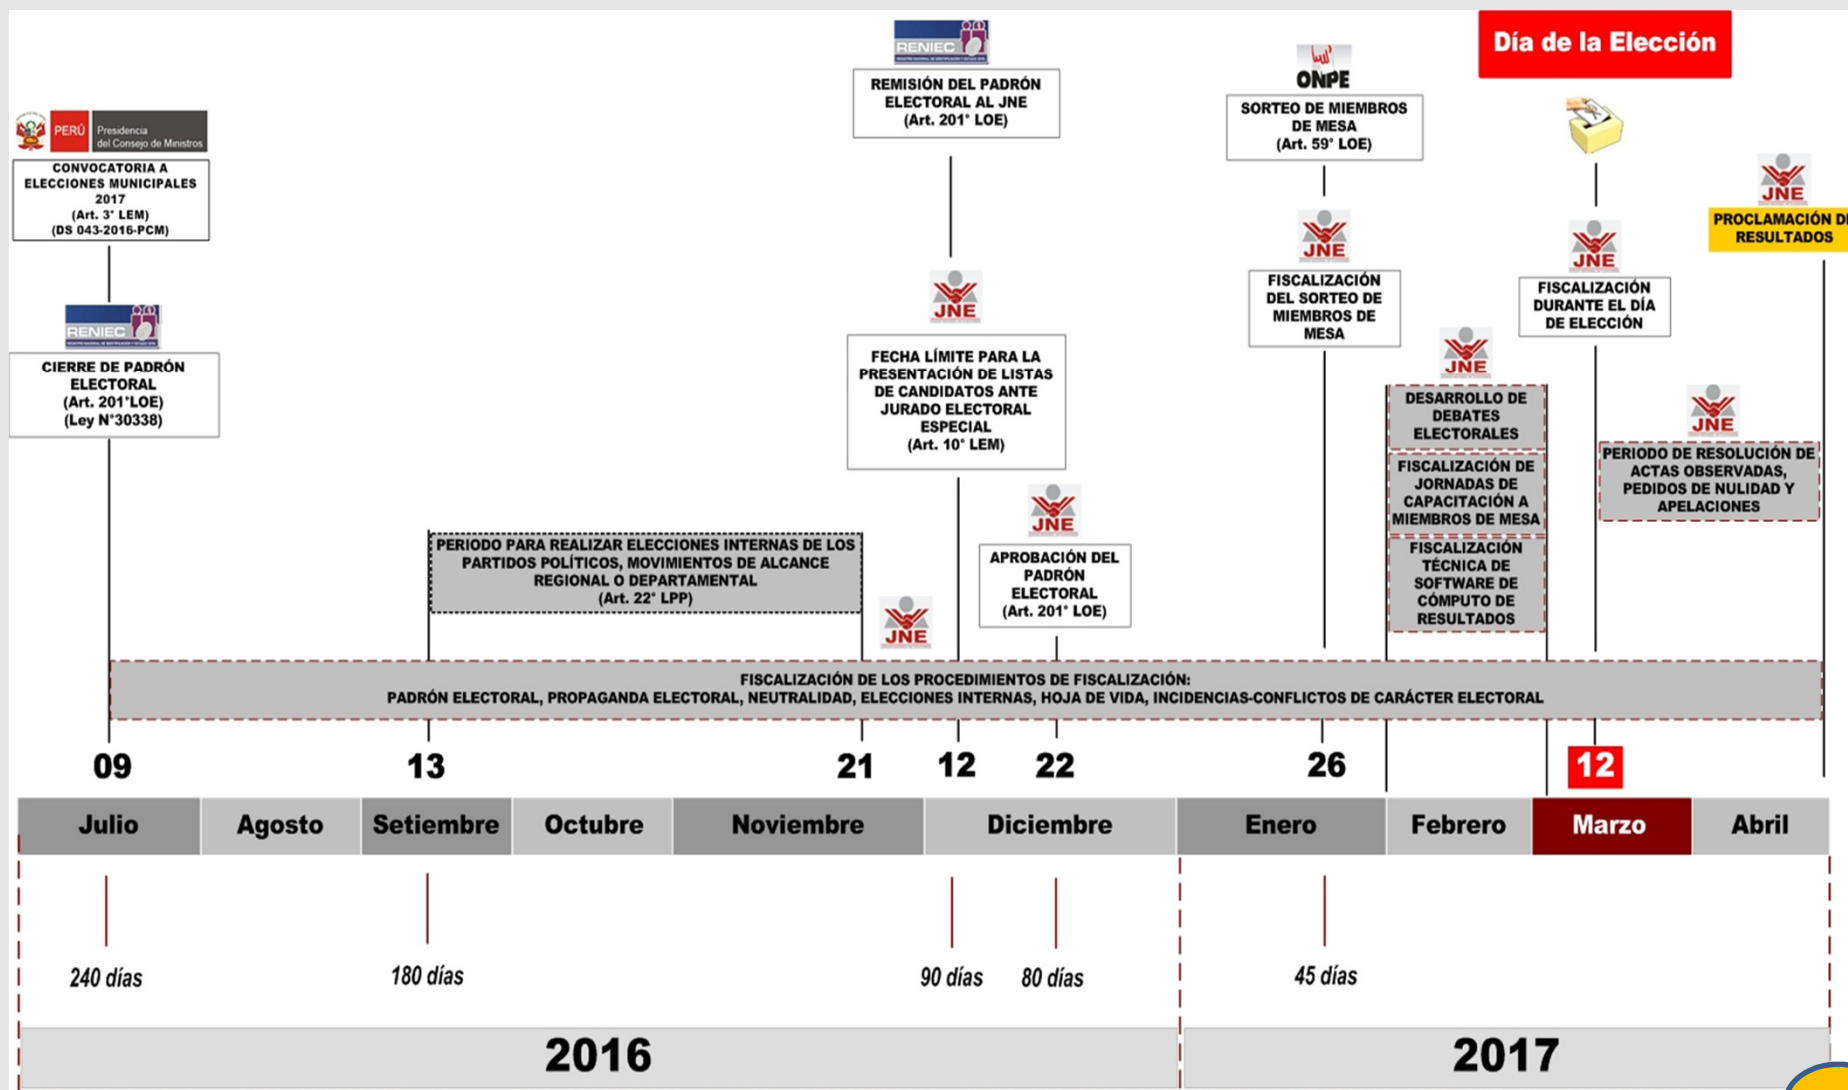 PERÚ
Presidencia
del Consejo de Ministros
CONVOCATORIA A
ELECCIONES MUNICIPALES
2017
(Art. 3° LEM)
(DS 043-2016-PCM)
RENIEC
CIERRE DE PADRÓN
ELECTORAL
(Art. 201°LOE)
(Ley N°30338)
PERIODO PARA REALIZAR ELECCIONES INTERNAS DE LOS
PARTIDOS POLÍTICOS, MOVIMIENTOS DE ALCANCE
REGIONAL O DEPARTAMENTAL
(Art. 22° LPP)
JNE
RENIEC
REMISIÓN DEL PADRÓN
ELECTORAL AL JNE
(Art. 201° LOE)
JNE
FECHA LÍMITE PARA LA
PRESENTACIÓN DE LISTAS
DE CANDIDATOS ANTE
JURADO ELECTORAL
ESPECIAL
(Art. 10° LEM)
JNE
APROBACIÓN DEL
PADRÓN
ELECTORAL
(Art. 201° LOE)
ONPE
SORTEO DE MIEMBROS
DE MESA
(Art. 59° LOE)
JNE
FISCALIZACIÓN
DEL SORTEO DE
MIEMBROS DE
MESA
JNE
DESARROLLO DE
DEBATES
ELECTORALES
FISCALIZACIÓN DE
JORNADAS DE
CAPACITACIÓN A
MIEMBROS DE MESA
FISCALIZACIÓN
TÉCNICA DE
SOFTWARE DE
CÓMPUTO DE
RESULTADOS
Día de la Elección
JNE
FISCALIZACIÓN
DURANTE EL DÍA
DE ELECCIÓN
JNE
PERIODO DE RESOLUCIÓN DE
ACTAS OBSERVADAS,
PEDIDOS DE NULIDAD Y
APELACIONES
JNE
PROCLAMACIÓN DE
RESULTADOS
FISCALIZACIÓN DE LOS PROCEDIMIENTOS DE FISCALIZACIÓN:
PADRÓN ELECTORAL, PROPAGANDA ELECTORAL, NEUTRALIDAD, ELECCIONES INTERNAS, HOJA DE VIDA, INCIDENCIAS-CONFLICTOS DE CARÁCTER ELECTORAL
09 13 21 12 22 26 12
Julio Agosto Setiembre Octubre Noviembre Diciembre Enero Febrero Marzo Abril
240 días 180 días 90 días 80 días 45 días
2016 2017